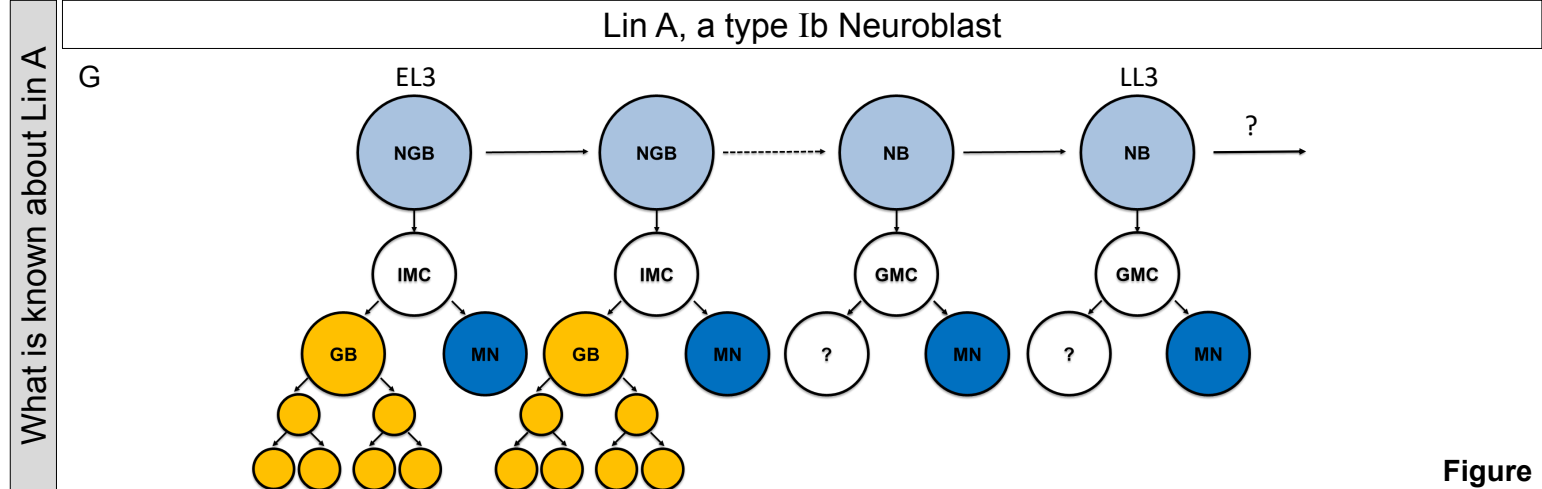 Lin A, a type Ib Neuroblast
What is known about Lin A
G
EL3
LL3
?
NGB
NGB
NB
NB
IMC
IMC
GMC
GMC
GB
MN
GB
MN
?
MN
?
MN
Figure